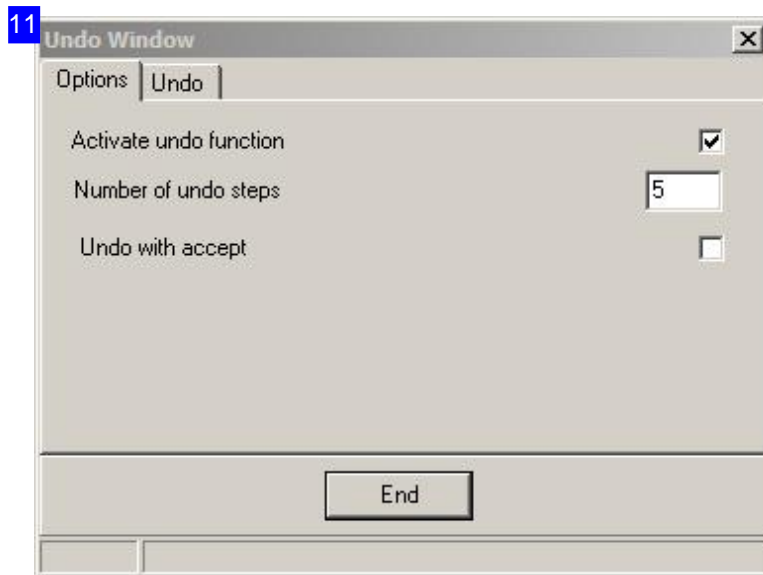 11
Undo Window
Options Undo
Activate undo function
Number of undo steps 5
Undo with accept
End